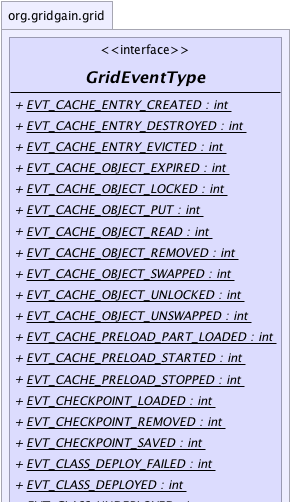 org.gridgain.grid
<<interface>>
GridEventType
+ EVT_CACHE_ENTRY_CREATED : int
+ EVT_CACHE_ENTRY_DESTROYED : int
+ EVT_CACHE_ENTRY_EVICTED : int
+ EVT_CACHE_OBJECT_EXPIRED : int
+ EVT_CACHE_OBJECT_LOCKED : int
+ EVT_CACHE_OBJECT_PUT : int
+ EVT_CACHE_OBJECT_READ : int
+ EVT_CACHE_OBJECT_REMOVED : int
+ EVT_CACHE_OBJECT_SWAPPED : int
+ EVT_CACHE_OBJECT_UNLOCKED : int
+ EVT_CACHE_OBJECT_UNSWAPPED : int
+ EVT_CACHE_PRELOAD_PART_LOADED : int
+ EVT_CACHE_PRELOAD_STARTED : int
+ EVT_CACHE_PRELOAD_STOPPED : int
+ EVT_CHECKPOINT_LOADED : int
+ EVT_CHECKPOINT_REMOVED : int
+ EVT_CHECKPOINT_SAVED : int
+ EVT_CLASS_DEPLOY_FAILED : int
+ EVT_CLASS_DEPLOYED : int